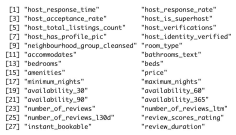 [1] "host_response_time" "host_response_rate"
[3] "host_acceptance_rate" "host_is_superhost"
[5] "host_total_listings_count" "host_verifications"
[7] "host_has_profile_pic" "host_identity_verified"
[9] "neighbourhood_group_cleansed" "room_type"
[11] "accommodates" "bathrooms_text"
[13] "bedrooms" "beds"
[15] "amenities" "price"
[17] "minimum_nights" "maximum_nights"
[19] "availability_30" "availability_60"
[21] "availability_90" "availability_365"
[23] "number_of_reviews" "number_of_reviews_ltm"
[25] "number_of_reviews_l30d" "review_scores_rating"
[27] "instant_bookable" "review_duration"